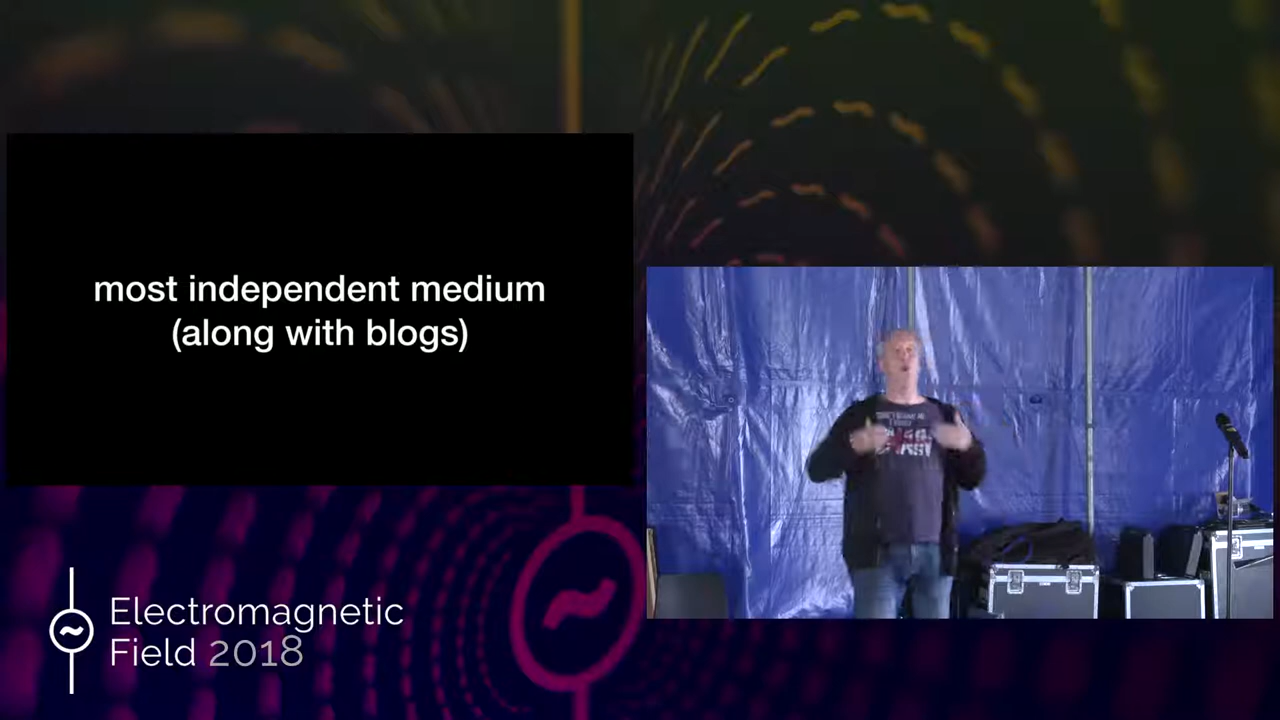 most independent medium
(along with blogs)
Electromagnetic
Field 2018